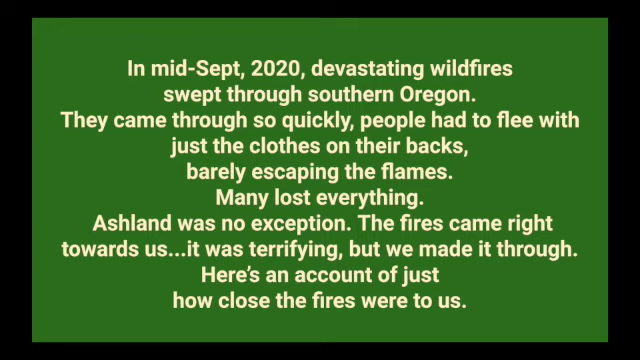 In mid-Sept, 2020, devastating wildfires
swept through southern Oregon.
They came through so quickly, people had to flee with
just the clothes on their backs,
barely escaping the flames.
Many lost everything.
Ashland was no exception. The fires came right
towards us...it was terrifying, but we made it through.
Here's an account of just
how close the fires were to us.